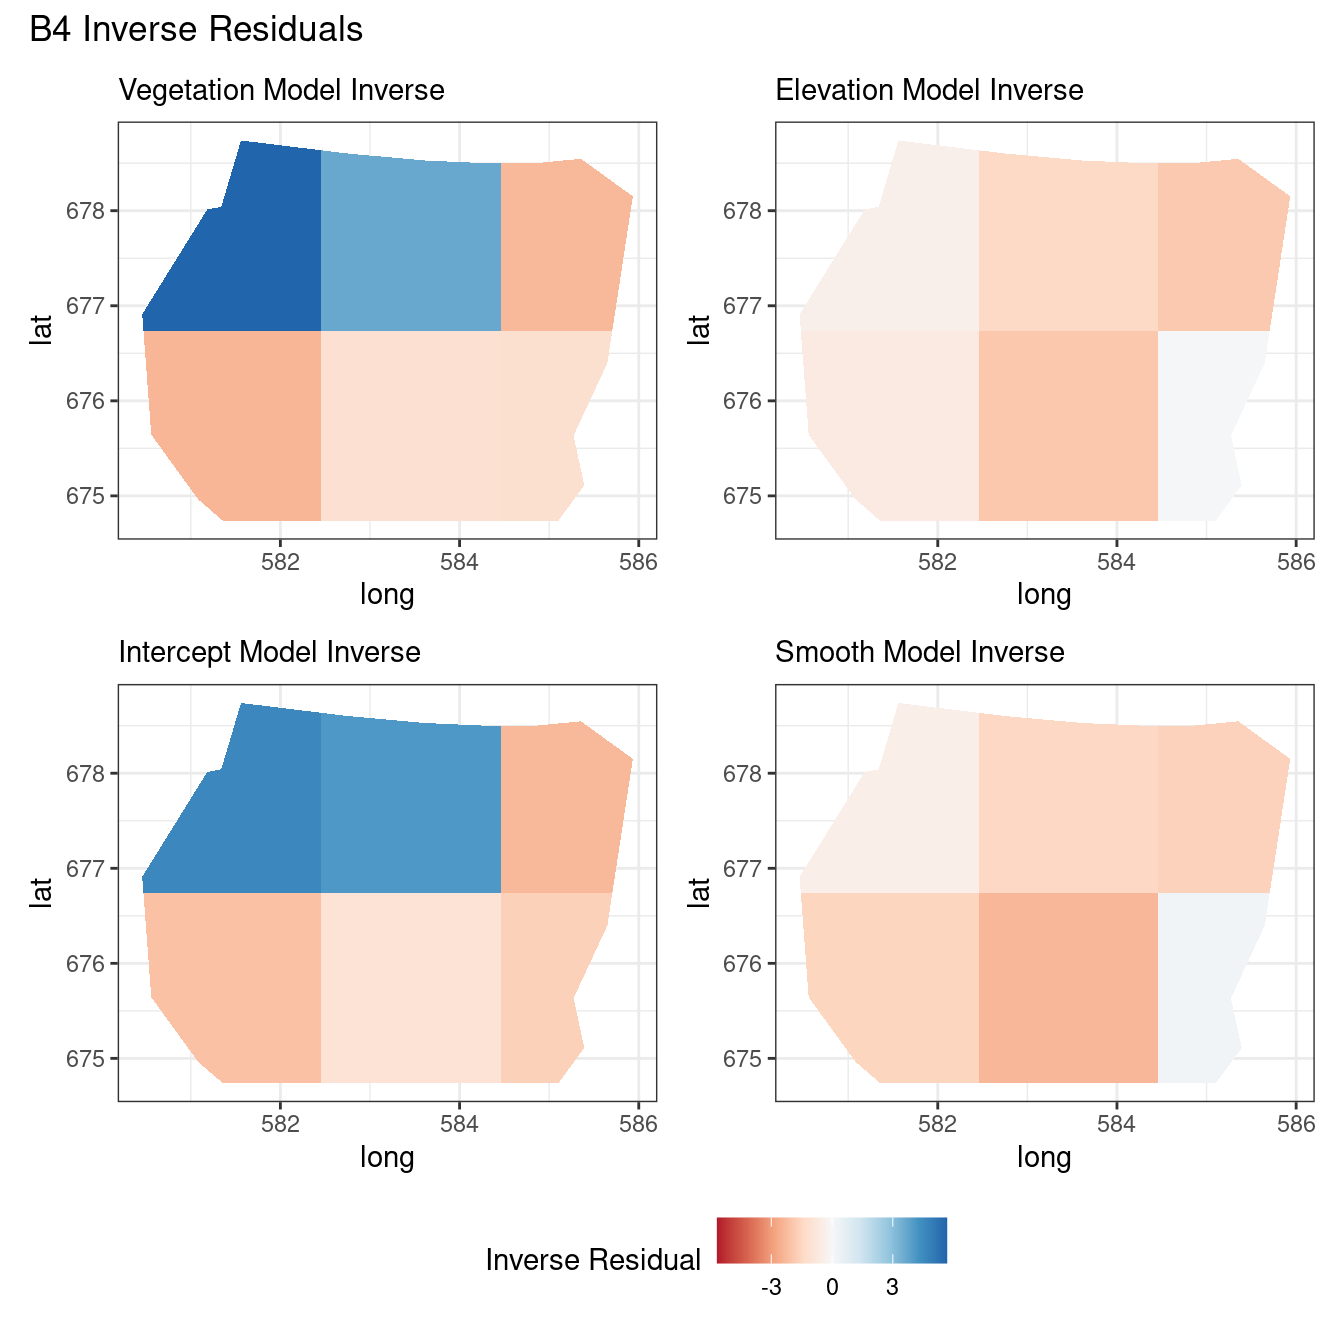 B4 Inverse Residuals
Vegetation Model Inverse
678
677
676
675
lat
582 584 586
long
Elevation Model Inverse
678
677
676
675
lat
582 584 586
long
Intercept Model Inverse
678
677
676
675
lat
582 584 586
long
Smooth Model Inverse
678
677
676
675
lat
582 584 586
long
Inverse Residual
-3 0 3